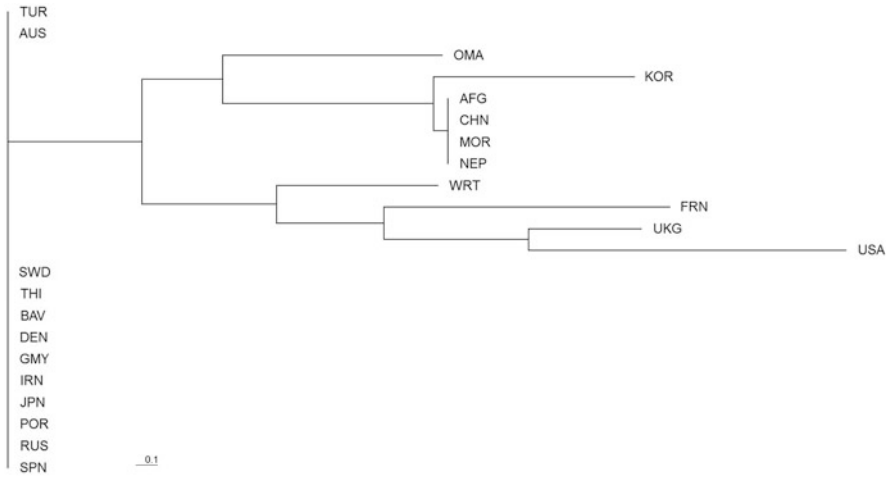 TUR
AUS
OMA
KOR
AFG
CHN
MOR
NEP
WRT
FRN
UKG
USA
SWD
THI
BAV
DEN
GMY
IRN
JPN
POR
RUS
SPN
0.1